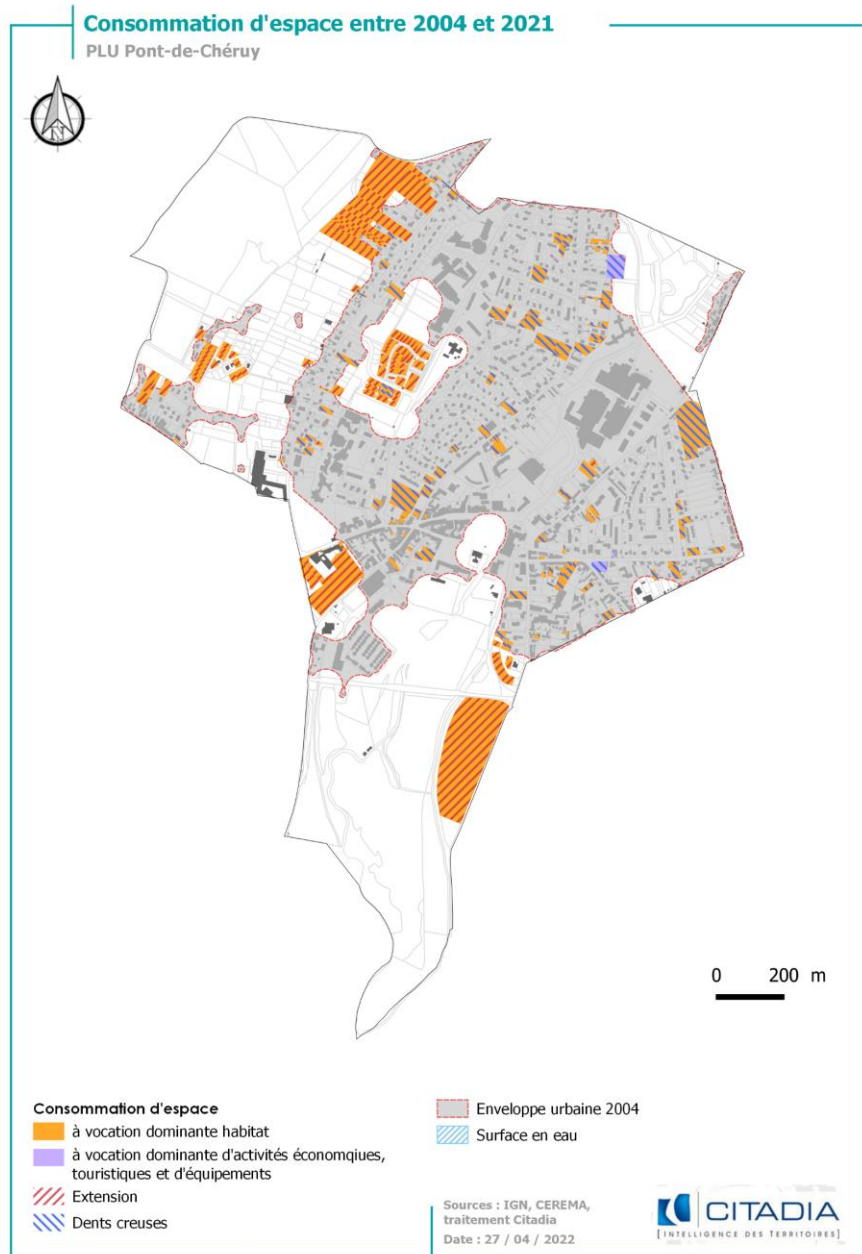 Consommation d'espace entre 2004 et 2021
PLU Pont-de-Chéruy
N
0 200 m
Consommation d'espace
à vocation dominante habitat
à vocation dominante d'activités économqiues,
touristiques et d'équipements
Extension
Dents creuses
Enveloppe urbaine 2004
Surface en eau
Sources : IGN, CEREMA,
traitement Citadia
Date : 27 / 04 / 2022
CITADIA
[INTELLIGENCE DES TERRITOIRES]